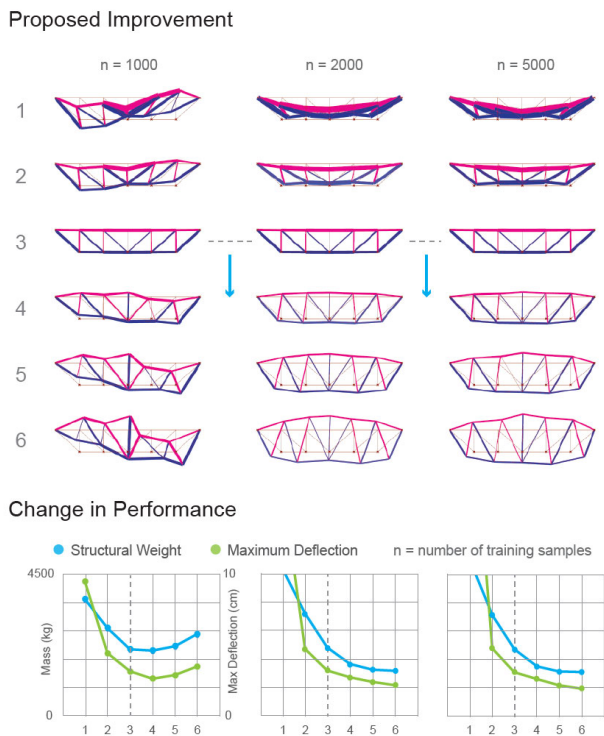 Proposed Improvement
n = 1000 n = 2000 n = 5000
1
2
3
4
5
6
Change in Performance
Structural Weight Maximum Deflection n = number of training samples
4500 10
Mass (kg) Max Deflection (cm)
0 0
1 2 3 4 5 6 1 2 3 4 5 6 1 2 3 4 5 6